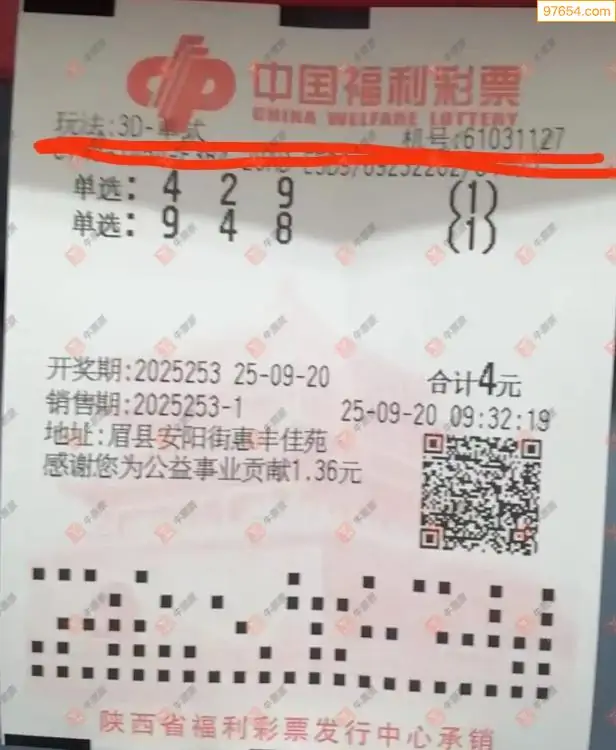 97654.com
中国福利彩票
CHINA WELFARE LOTTERY
玩法:3D-单式
机号:61031127
单选: 4 2 9 (1)
单选: 9 4 8 (1)
开奖期:2025253 25-09-20 合计4元
销售期:2025253-1 25-09-20 09:32:19
地址:眉县安阳街惠丰佳苑
感谢您为公益事业贡献1.36元
陕西省福利彩票发行中心承销